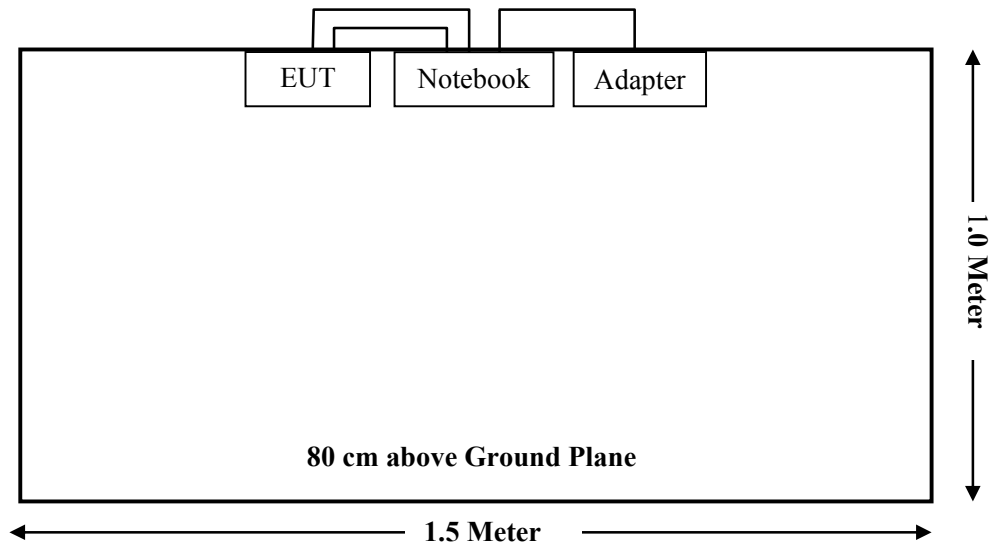 EUT
Notebook
Adapter
1.0 Meter
80 cm above Ground Plane
1.5 Meter